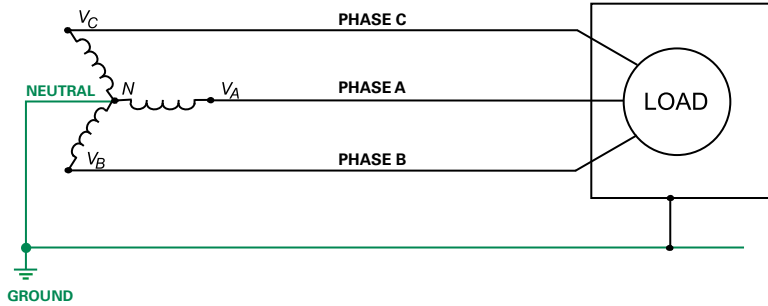 VC
PHASE C
NEUTRAL
N
VA
PHASE A
LOAD
VB
PHASE B
GROUND